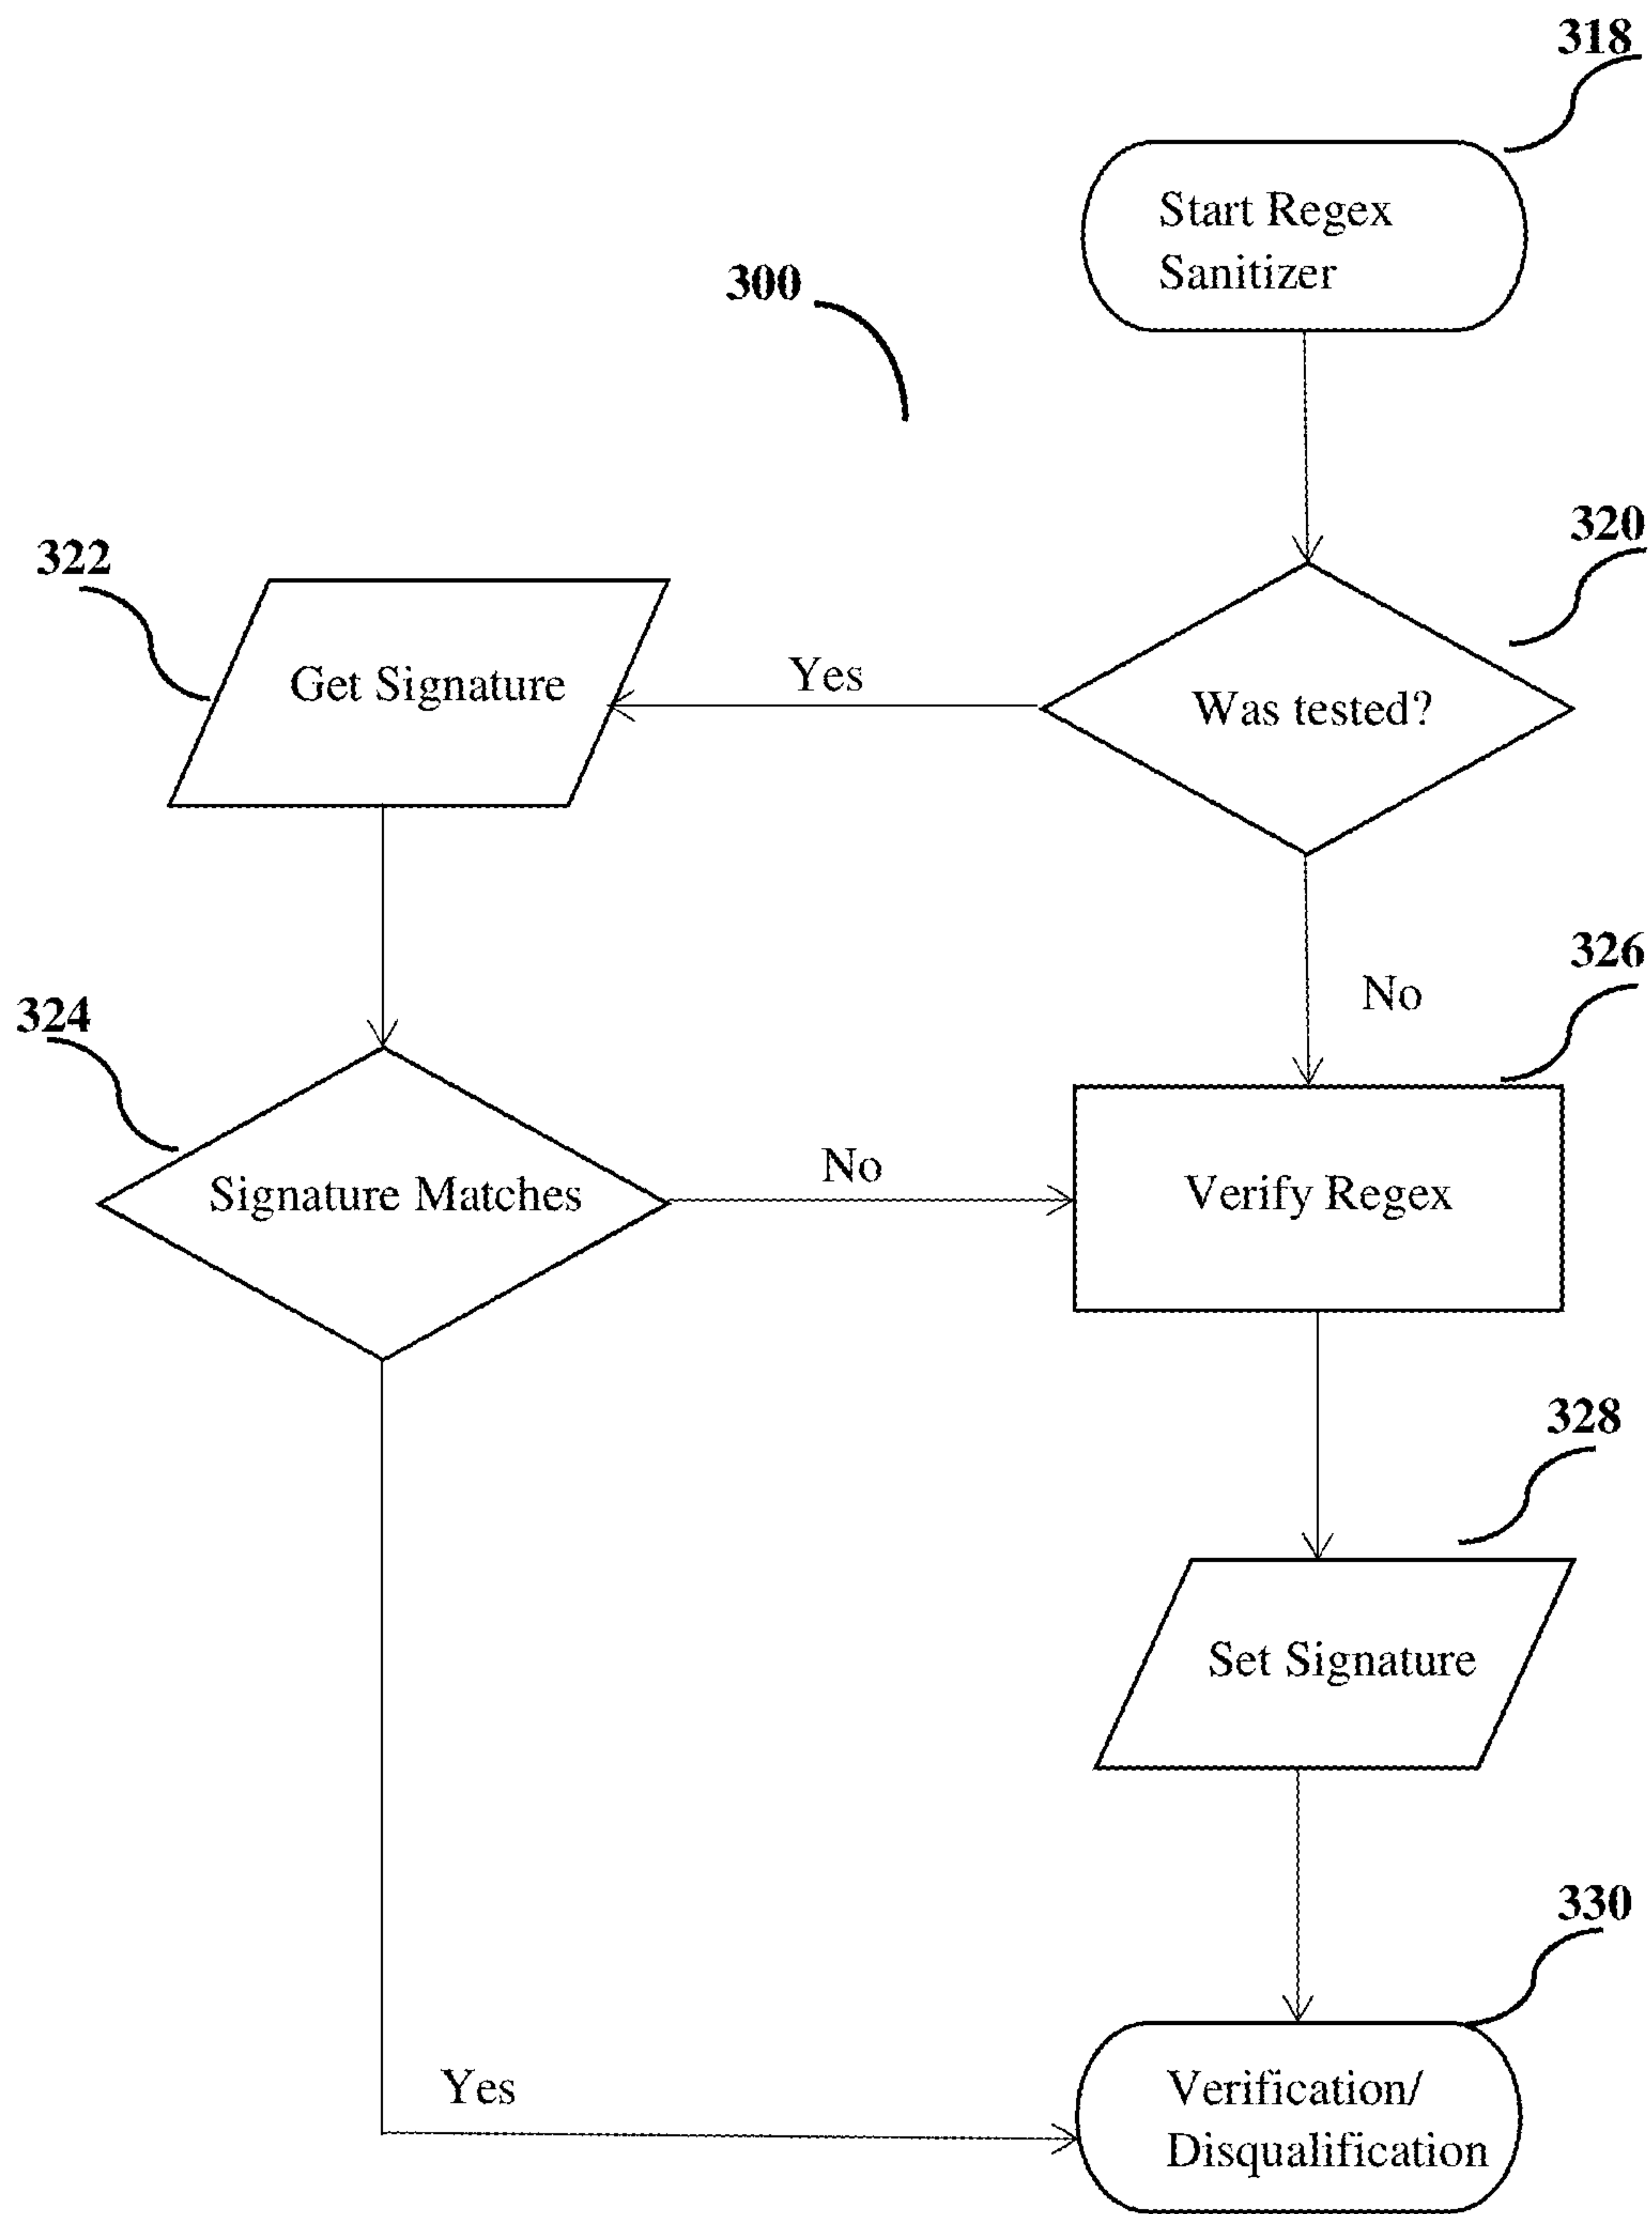 318
Start Regex
Sanitizer
300
320
322
Get Signature
Yes
Was tested?
326
No
324
Signature Matches
No
Verify Regex
328
Set Signature
330
Yes
Verification/
Disqualification